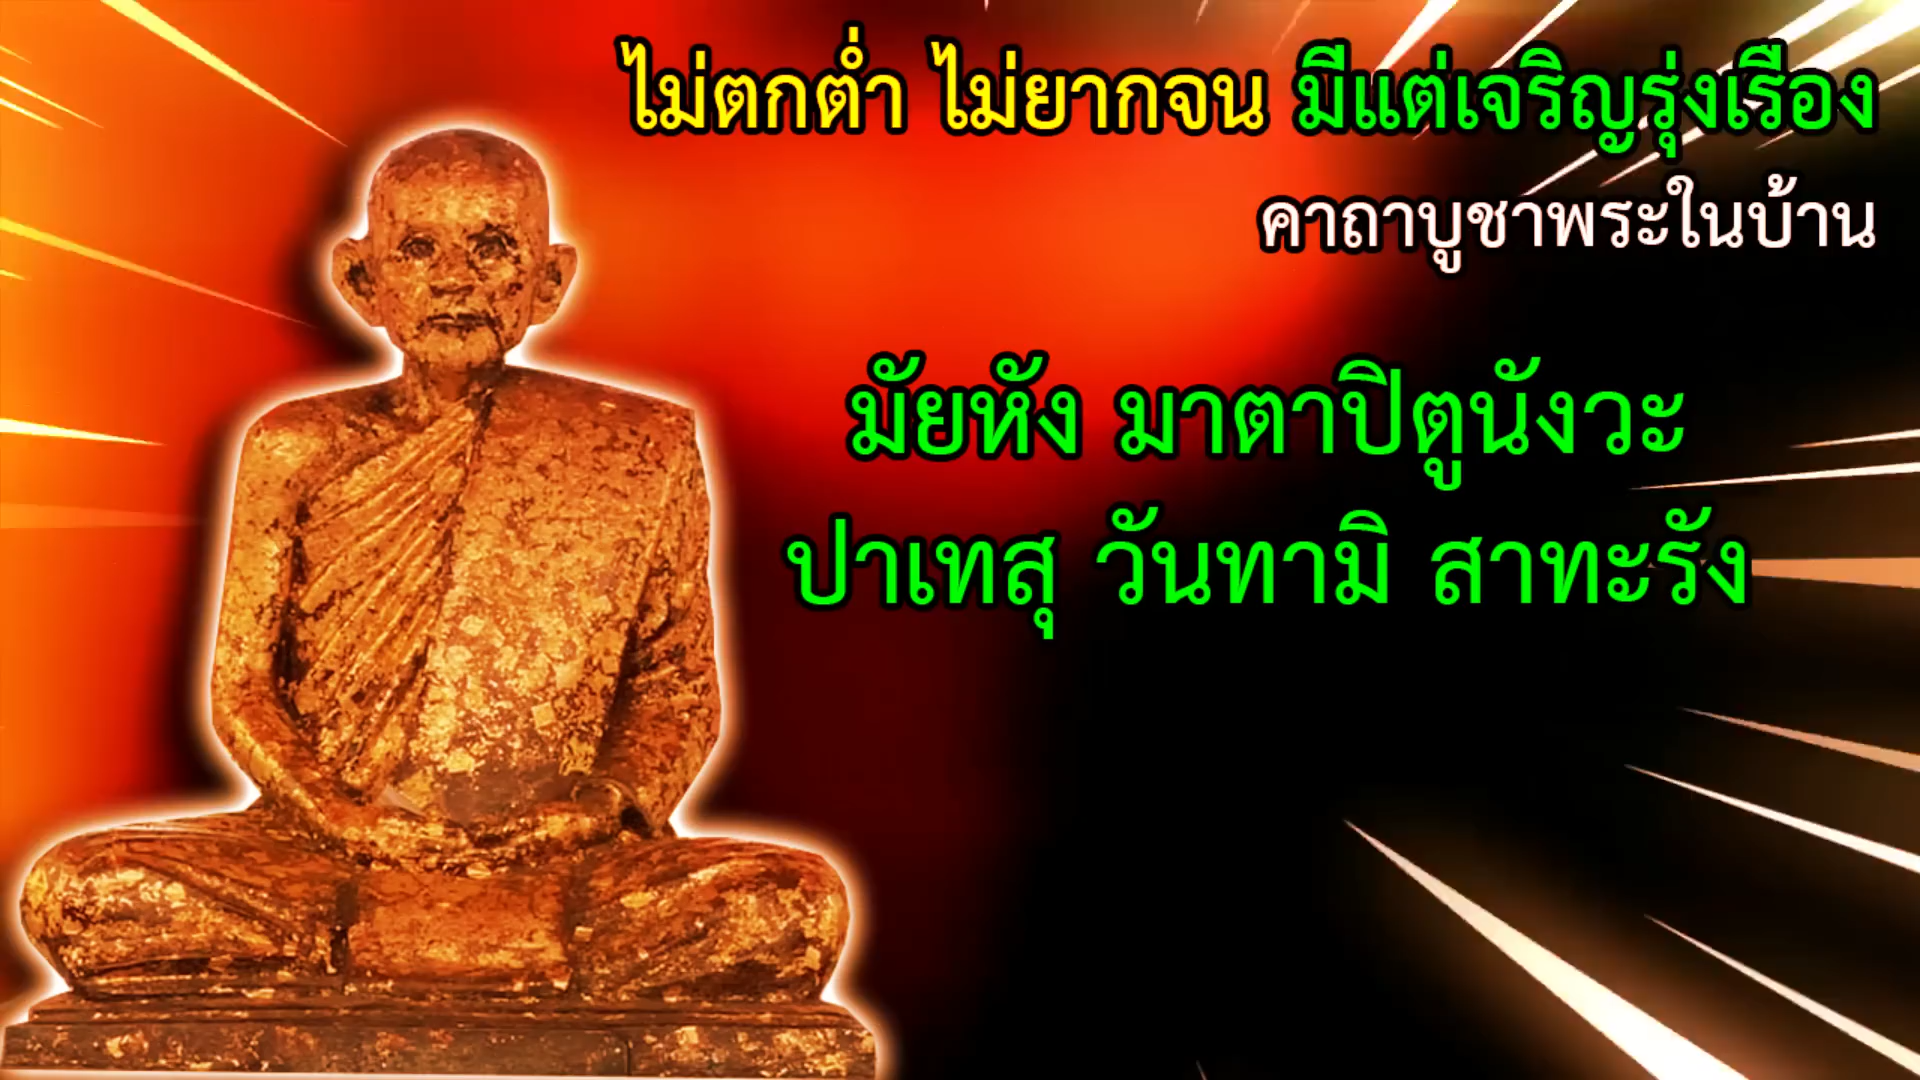 ไม่ตกต่ำ ไม่ยากจน มีแต่เจริญรุ่งเรือง
คาถาบูชาพระในบ้าน
มัยหัง มาตาปิตูนังวะ
ปาเทสุ วันทามิ สาทะรัง